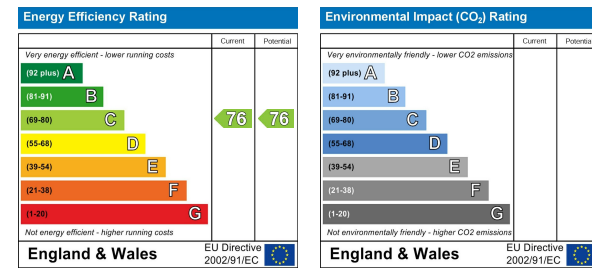 Energy Efficiency Rating
Current Potential
Very energy efficient - lower running costs
(92 plus) A
(81-91) B
(69-80) C 76 76
(55-68) D
(39-54) E
(21-38) F
(1-20) G
Not energy efficient - higher running costs
England & Wales
EU Directive
2002/91/EC
Environmental Impact (CO₂) Rating
Current Potentia
Very environmentally friendly - lower CO2 emissions
(92 plus) A
(81-91) B
(69-80) C
(55-68) D
(39-54) E
(21-38) F
(1-20) G
Not environmentally friendly - higher CO2 emissions
England & Wales
EU Directive
2002/91/EC